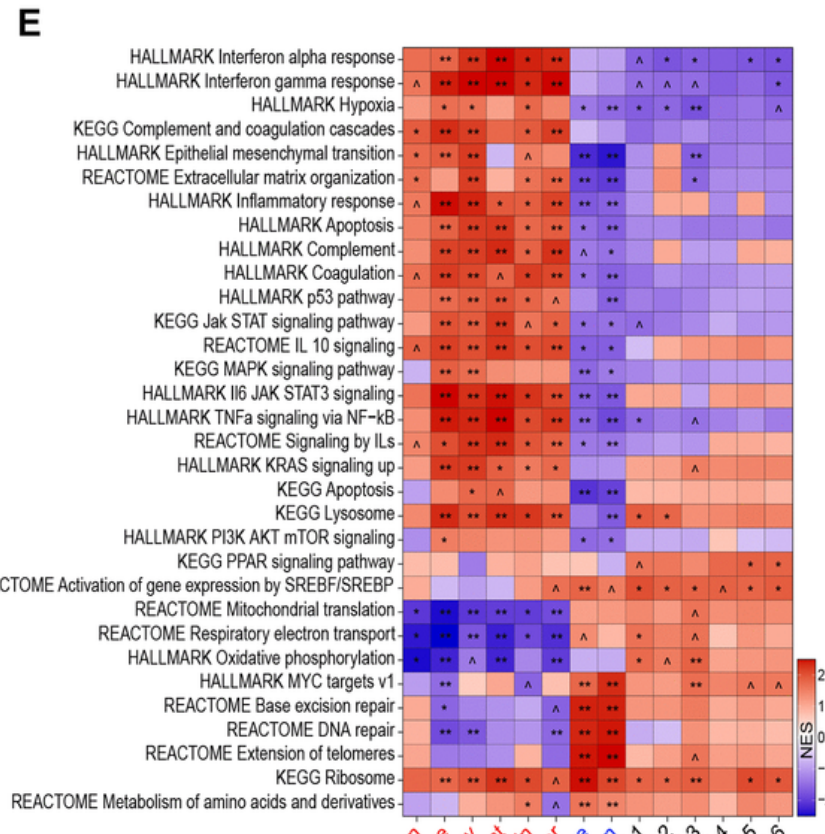 E
HALLMARK Interferon alpha response
** ** ** * ** ^ * * * *
HALLMARK Interferon gamma response
^ ** ** ** * ** ^ ^ ^ *
HALLMARK Hypoxia
* * * * ** * * ** ^
KEGG Complement and coagulation cascades
* ** ** * **
HALLMARK Epithelial mesenchymal transition
* ** ** ^ ** ** **
REACTOME Extracellular matrix organization
* ** * ** ** ** *
HALLMARK Inflammatory response
^ ** ** * * ** ** **
HALLMARK Apoptosis
** ** ** * ** * **
HALLMARK Complement
** ** ** * ** ^ *
HALLMARK Coagulation
^ ** ** ^ * ** * **
HALLMARK p53 pathway
** ** ** * ^ **
KEGG Jak STAT signaling pathway
** ** ** ^ * * * ^
REACTOME IL 10 signaling
^ ** ** ** * ** * *
KEGG MAPK signaling pathway
** ** ** *
HALLMARK Il6 JAK STAT3 signaling
** ** ** * ** ** **
HALLMARK TNFa signaling via NF−kB
** ** ** * ** ** ** * ^
REACTOME Signaling by ILs
^ * ** ** * ** * **
HALLMARK KRAS signaling up
** ** * * * ^
KEGG Apoptosis
* ^ ** **
KEGG Lysosome
** ** ** * ** ** * *
HALLMARK PI3K AKT mTOR signaling
* * *
KEGG PPAR signaling pathway
^ * *
Activation of gene expression by SREBF/SREBP
^ ** ^ * * * ^ * *
REACTOME Mitochondrial translation
* ** ** ** * ** ^
REACTOME Respiratory electron transport
* ** ** ** * ** ^ * ^
HALLMARK Oxidative phosphorylation
* ** ^ ** ** * ^ **
HALLMARK MYC targets v1
** ^ ** ** ** ^ ^
REACTOME Base excision repair
* ^ ** **
REACTOME DNA repair
** ** ** ** **
REACTOME Extension of telomeres
** ** ^
KEGG Ribosome
** ** ** * ^ ** ** * * ** * *
REACTOME Metabolism of amino acids and derivatives
* ^ ** **
NES
2
1
0